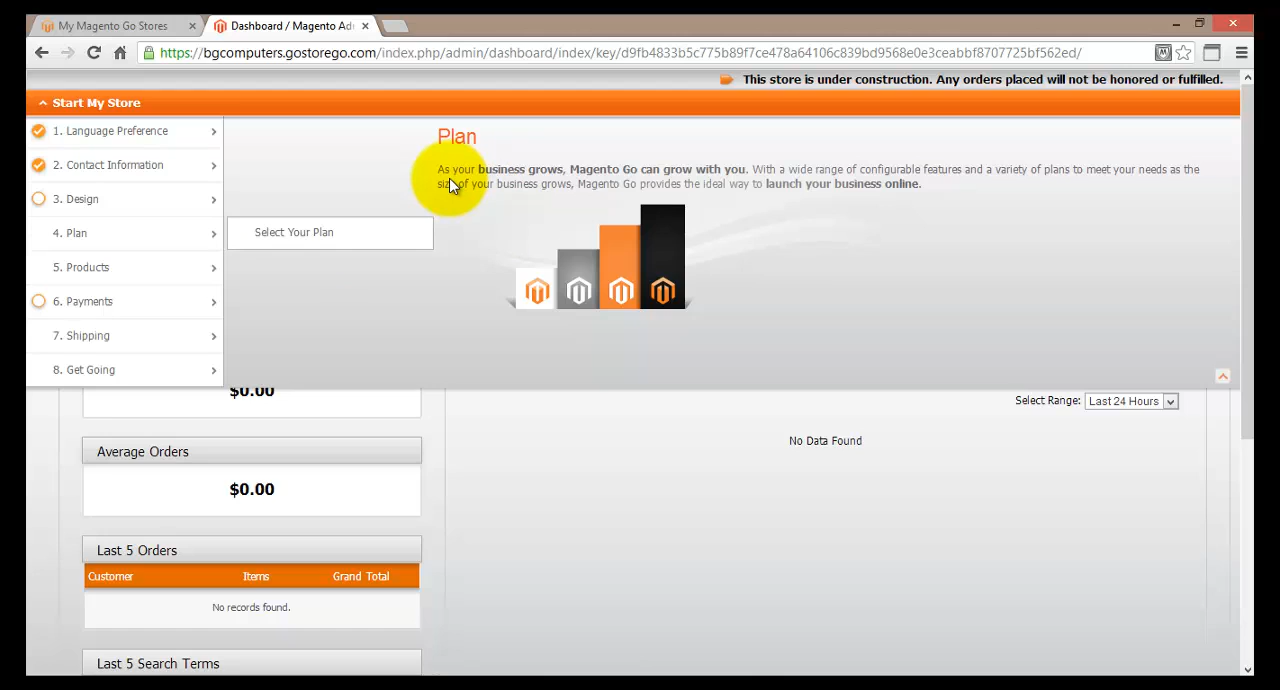 My Magento Go Stores
Dashboard / Magento Ad
https://bgcomputers.gostorego.com/index.php/admin/dashboard/index/key/d9fb4833b5c775b89f7ce478a64106c839bd9568e0e3ceabbf8707725bf562ed/
This store is under construction. Any orders placed will not be honored or fulfilled.
Start My Store
1. Language Preference
2. Contact Information
3. Design
4. Plan
5. Products
6. Payments
7. Shipping
8. Get Going
Select Your Plan
Plan
As your business grows, Magento Go can grow with you. With a wide range of configurable features and a variety of plans to meet your needs as the
size of your business grows, Magento Go provides the ideal way to launch your business online.
$0.00
Select Range: Last 24 Hours
No Data Found
Average Orders
$0.00
Last 5 Orders
Customer Items Grand Total
No records found.
Last 5 Search Terms